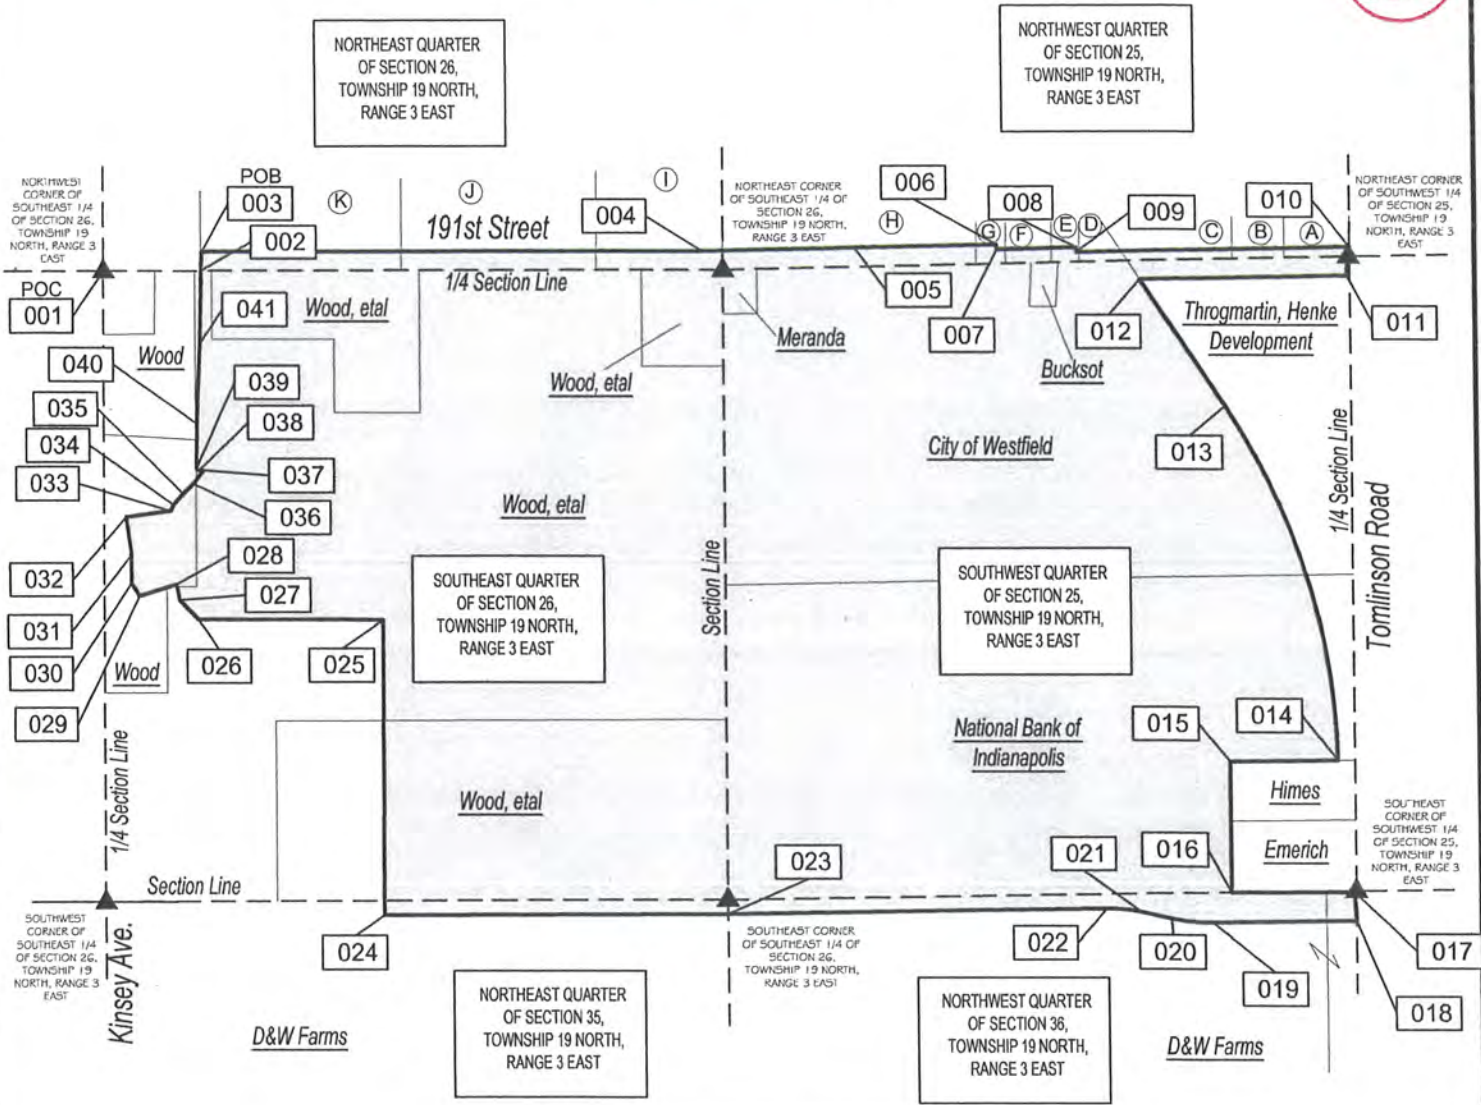 NORTHEAST QUARTER
OF SECTION 26,
TOWNSHIP 19 NORTH,
RANGE 3 EAST
NORTHWEST QUARTER
OF SECTION 25,
TOWNSHIP 19 NORTH,
RANGE 3 EAST
NORTHWEST
CORNER OF
SOUTHEAST 1/4
OF SECTION 26,
TOWNSHIP 19
NORTH, RANGE 3
EAST
POB
003
002
K
J
I
191st Street
004
NORTHEAST CORNER
OF SOUTHEAST 1/4 OF
SECTION 26,
TOWNSHIP 19 NORTH,
RANGE 3 EAST
006
H
G
008
F
E
D
009
C
B
A
010
NORTHEAST CORNER
OF SOUTHWEST 1/4
OF SECTION 25,
TOWNSHIP 19
NORTH, RANGE 3
EAST
POC
001
041
Wood, etal
1/4 Section Line
005
007
012
Throgmartin, Henke
Development
011
Wood
Meranda
Bucksot
040
039
Wood, etal
035
038
034
037
033
036
Wood, etal
City of Westfield
013
1/4 Section Line
Tomlinson Road
032
028
027
031
030
Wood
026
025
029
SOUTHEAST QUARTER
OF SECTION 26,
TOWNSHIP 19 NORTH,
RANGE 3 EAST
Section Line
SOUTHWEST QUARTER
OF SECTION 25,
TOWNSHIP 19 NORTH,
RANGE 3 EAST
1/4 Section Line
015
014
National Bank of
Indianapolis
Wood, etal
Himes
Emerich
SOUTHEAST
CORNER OF
SOUTHWEST 1/4
OF SECTION 25,
TOWNSHIP 19
NORTH, RANGE 3
EAST
Section Line
023
021
016
SOUTHWEST
CORNER OF
SOUTHEAST 1/4
OF SECTION 26,
TOWNSHIP 19
NORTH, RANGE 3
EAST
Kinsey Ave.
024
SOUTHEAST CORNER
OF SOUTHEAST 1/4 OF
SECTION 26,
TOWNSHIP 19 NORTH,
RANGE 3 EAST
022
020
019
017
018
D&W Farms
NORTHEAST QUARTER
OF SECTION 35,
TOWNSHIP 19 NORTH,
RANGE 3 EAST
NORTHWEST QUARTER
OF SECTION 36,
TOWNSHIP 19 NORTH,
RANGE 3 EAST
D&W Farms